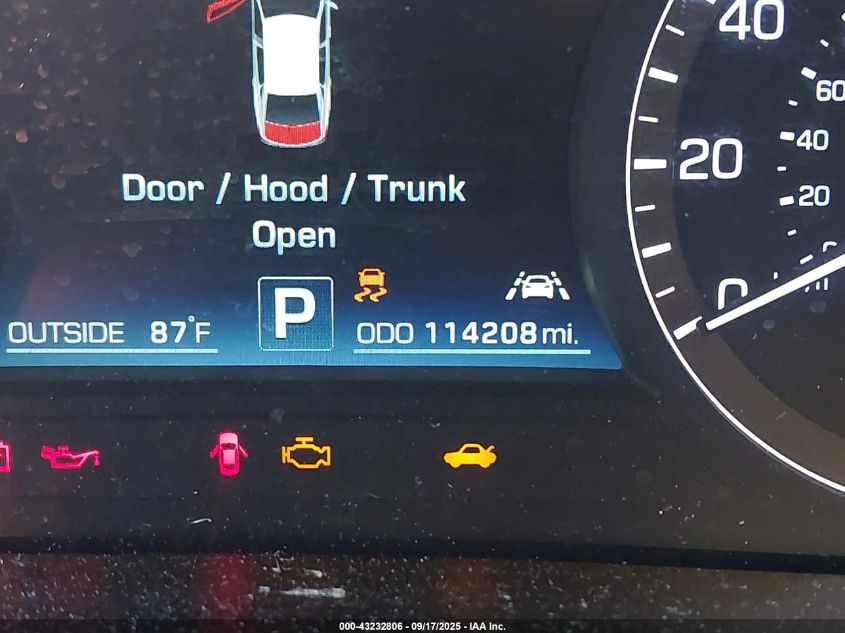 40
60
40
20
20
Door / Hood / Trunk
Open
0
P
OUTSIDE 87°F
ODO 114208 mi.
000-43232806 - 09/17/2025 - IAA Inc.